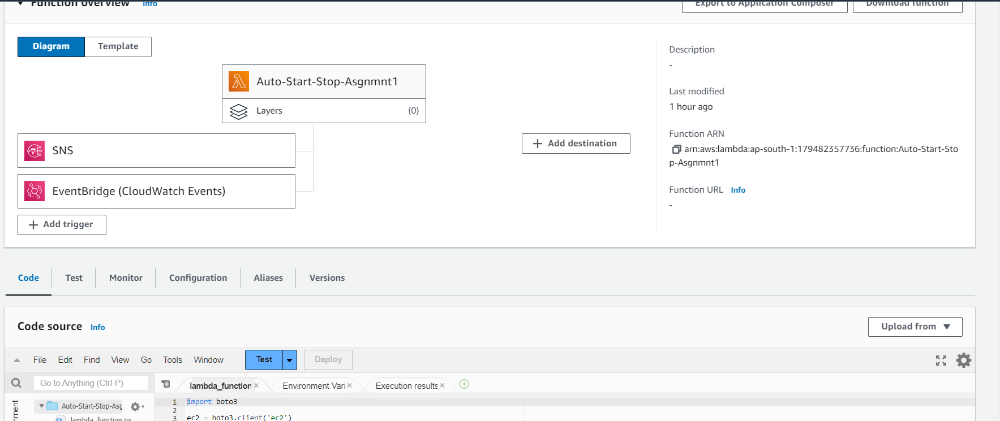 Function overview Info
Export to Application Composer
Download function
Diagram
Template
Auto-Start-Stop-Asgnmnt1
Layers (0)
SNS
EventBridge (CloudWatch Events)
Add trigger
Add destination
Description
-
Last modified
1 hour ago
Function ARN
arn:aws:lambda:ap-south-1:179482357736:function:Auto-Start-Sto
p-Asgnmnt1
Function URL Info
-
Code
Test
Monitor
Configuration
Aliases
Versions
Code source Info
Upload from
File Edit Find View Go Tools Window
Test
Deploy
Go to Anything (Ctrl-P)
lambda_function
Environment Vari
Execution results
Auto-Start-Stop-Asg
lambda_function.py
1 import boto3
2
3 ec2 = boto3.client('ec2')